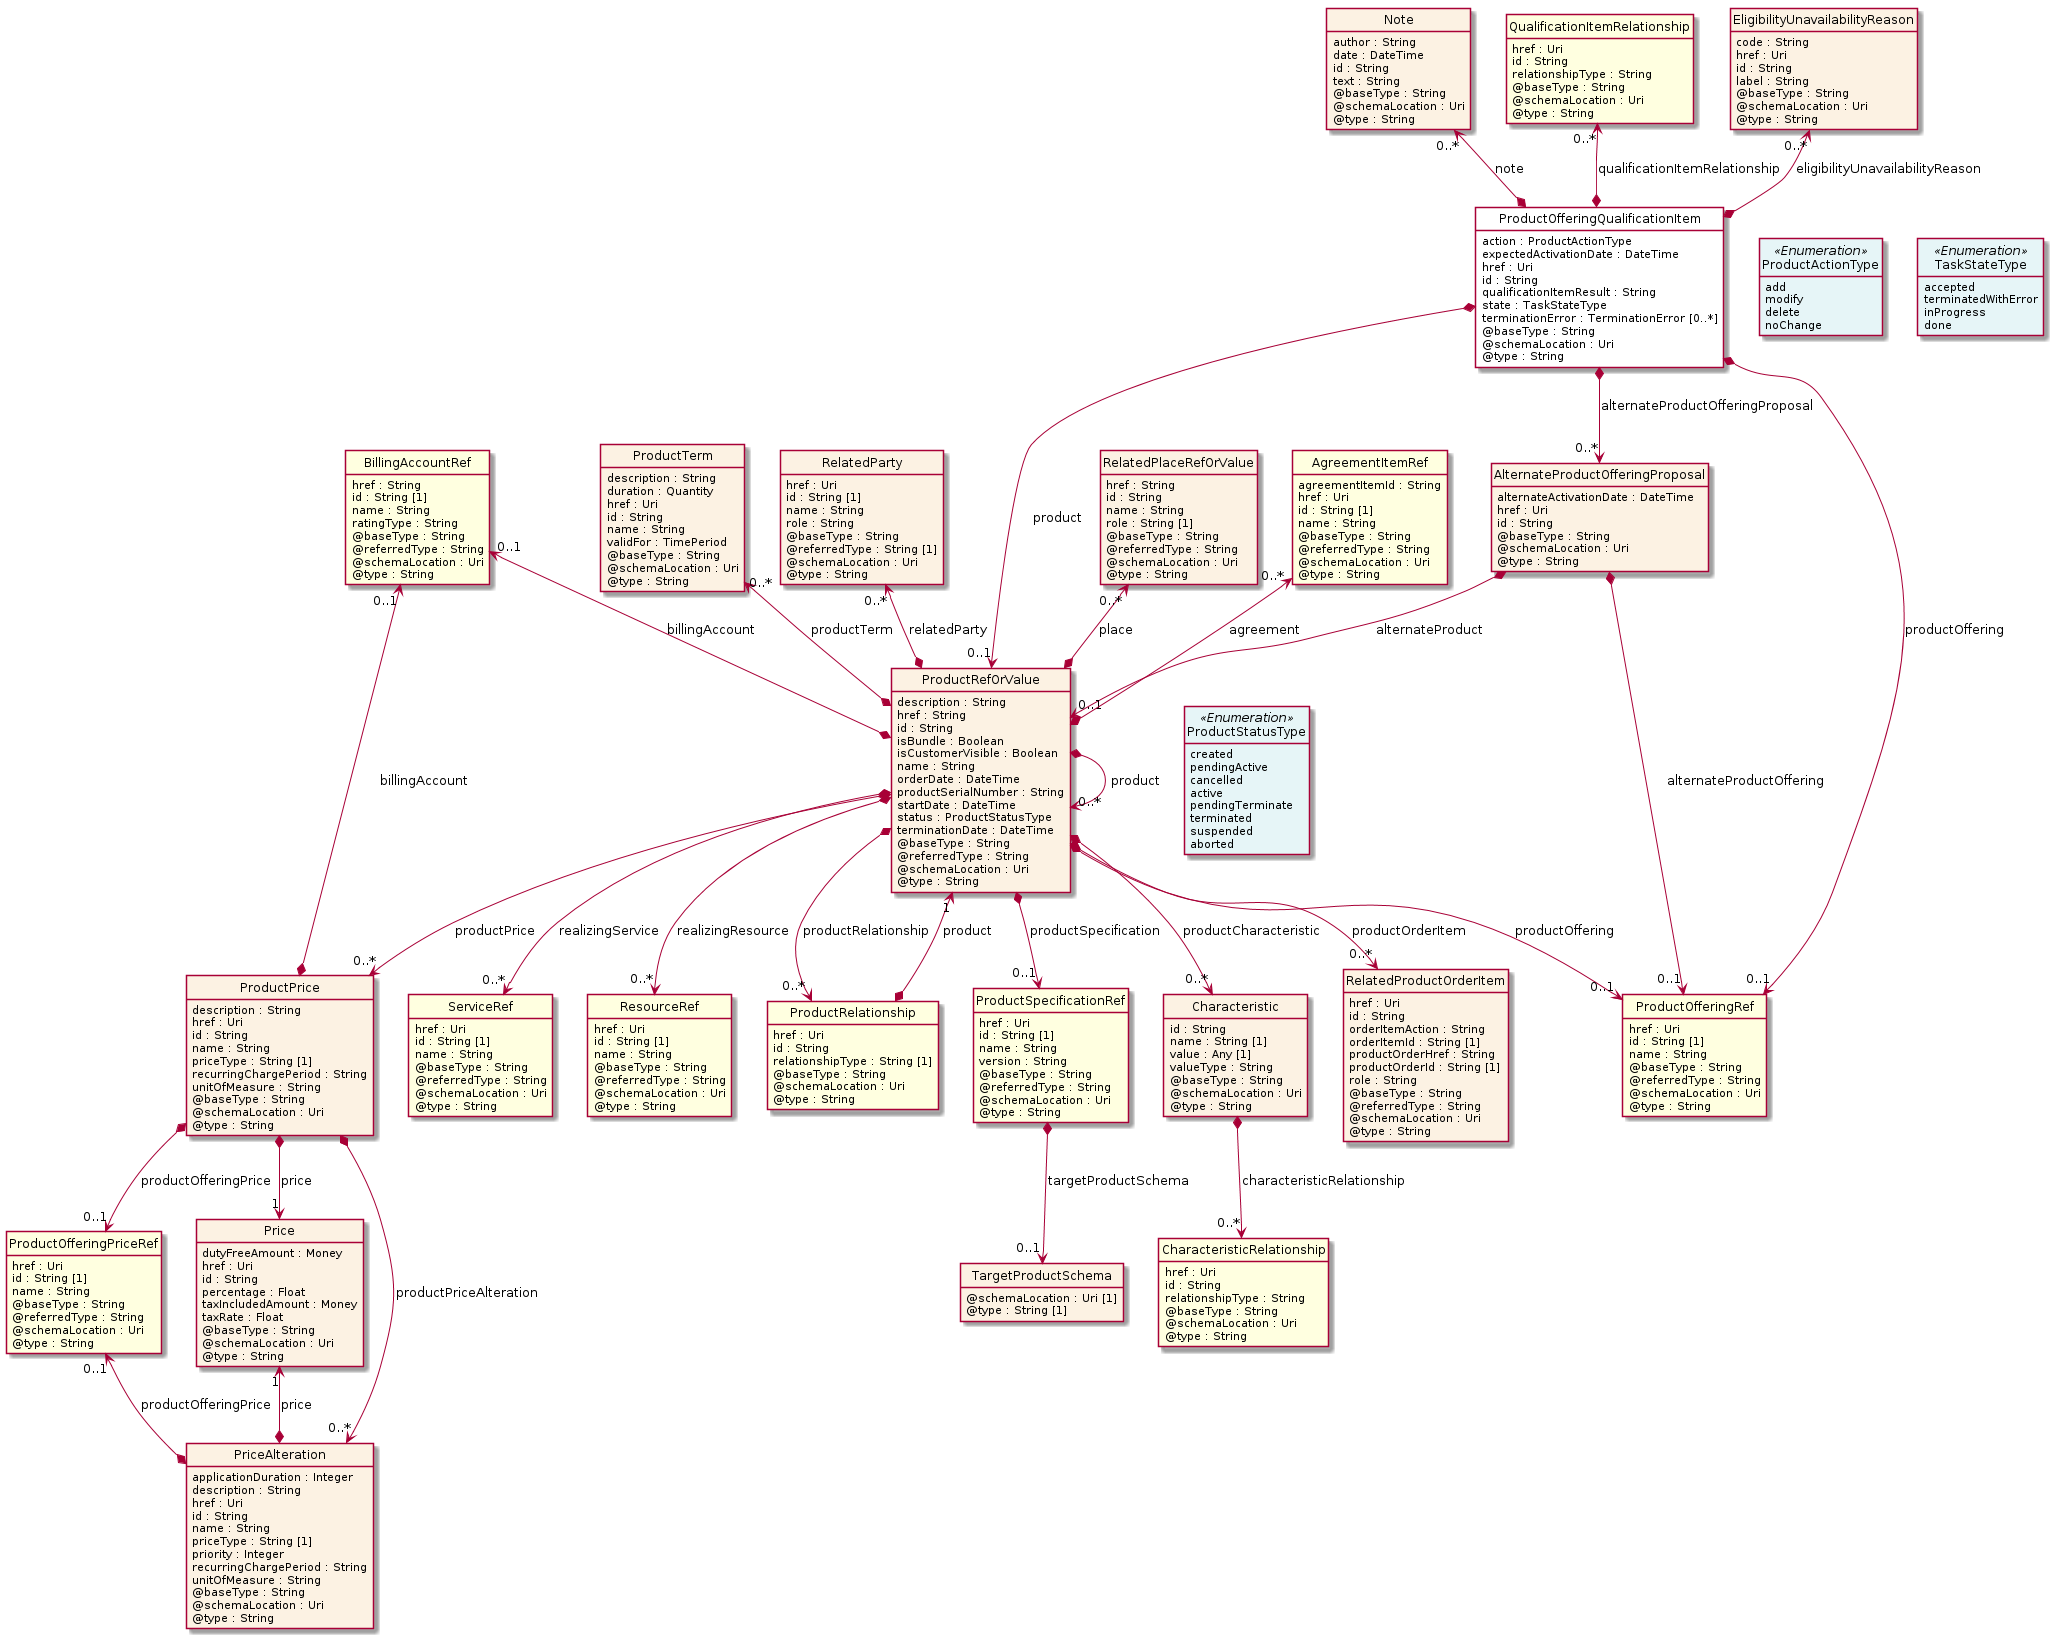 Note
author : String
date : DateTime
id : String
text : String
@baseType : String
@schemaLocation : Uri
@type : String
0..*
note
QualificationItemRelationship
href : Uri
id : String
relationshipType : String
@baseType : String
@schemaLocation : Uri
@type : String
0..*
qualificationItemRelationship
EligibilityUnavailabilityReason
code : String
href : Uri
id : String
label : String
@baseType : String
@schemaLocation : Uri
@type : String
0..*
eligibilityUnavailabilityReason
ProductOfferingQualificationItem
action : ProductActionType
expectedActivationDate : DateTime
href : Uri
id : String
qualificationItemResult : String
state : TaskStateType
terminationError : TerminationError [0..*]
@baseType : String
@schemaLocation : Uri
@type : String
«Enumeration»
ProductActionType
add
modify
delete
noChange
«Enumeration»
TaskStateType
accepted
terminatedWithError
inProgress
done
alternateProductOfferingProposal
0..*
BillingAccountRef
href : String
id : String [1]
name : String
ratingType : String
@baseType : String
@referredType : String
@schemaLocation : Uri
@type : String
0..1
0..1
billingAccount
ProductTerm
description : String
duration : Quantity
href : Uri
id : String
name : String
validFor : TimePeriod
@baseType : String
@schemaLocation : Uri
@type : String
0..*
productTerm
RelatedParty
href : Uri
id : String [1]
name : String
role : String
@baseType : String
@referredType : String [1]
@schemaLocation : Uri
@type : String
0..*
relatedParty
product
0..1
RelatedPlaceRefOrValue
href : String
id : String
name : String
role : String [1]
@baseType : String
@referredType : String
@schemaLocation : Uri
@type : String
0..*
place
AgreementItemRef
agreementItemId : String
href : Uri
id : String [1]
name : String
@baseType : String
@referredType : String
@schemaLocation : Uri
@type : String
0..*
agreement
AlternateProductOfferingProposal
alternateActivationDate : DateTime
href : Uri
id : String
@baseType : String
@schemaLocation : Uri
@type : String
alternateProduct
0..1
productOffering
ProductRefOrValue
description : String
href : String
id : String
isBundle : Boolean
isCustomerVisible : Boolean
name : String
orderDate : DateTime
productSerialNumber : String
startDate : DateTime
status : ProductStatusType
terminationDate : DateTime
@baseType : String
@referredType : String
@schemaLocation : Uri
@type : String
product
0..*
«Enumeration»
ProductStatusType
created
pendingActive
cancelled
active
pendingTerminate
terminated
suspended
aborted
billingAccount
alternateProductOffering
productPrice
0..*
realizingService
0..*
realizingResource
0..*
productRelationship
0..*
1
product
productSpecification
0..1
productCharacteristic
0..*
productOrderItem
0..*
productOffering
0..1
0..1
0..1
ProductPrice
description : String
href : Uri
id : String
name : String
priceType : String [1]
recurringChargePeriod : String
unitOfMeasure : String
@baseType : String
@schemaLocation : Uri
@type : String
ServiceRef
href : Uri
id : String [1]
name : String
@baseType : String
@referredType : String
@schemaLocation : Uri
@type : String
ResourceRef
href : Uri
id : String [1]
name : String
@baseType : String
@referredType : String
@schemaLocation : Uri
@type : String
ProductRelationship
href : Uri
id : String
relationshipType : String [1]
@baseType : String
@schemaLocation : Uri
@type : String
ProductSpecificationRef
href : Uri
id : String [1]
name : String
version : String
@baseType : String
@referredType : String
@schemaLocation : Uri
@type : String
Characteristic
id : String
name : String [1]
value : Any [1]
valueType : String
@baseType : String
@schemaLocation : Uri
@type : String
RelatedProductOrderItem
href : Uri
id : String
orderItemAction : String
orderItemId : String [1]
productOrderHref : String
productOrderId : String [1]
role : String
@baseType : String
@referredType : String
@schemaLocation : Uri
@type : String
ProductOfferingRef
href : Uri
id : String [1]
name : String
@baseType : String
@referredType : String
@schemaLocation : Uri
@type : String
productOfferingPrice
0..1
price
1
productPriceAlteration
targetProductSchema
0..1
characteristicRelationship
0..*
ProductOfferingPriceRef
href : Uri
id : String [1]
name : String
@baseType : String
@referredType : String
@schemaLocation : Uri
@type : String
Price
dutyFreeAmount : Money
href : Uri
id : String
percentage : Float
taxIncludedAmount : Money
taxRate : Float
@baseType : String
@schemaLocation : Uri
@type : String
TargetProductSchema
@schemaLocation : Uri [1]
@type : String [1]
CharacteristicRelationship
href : Uri
id : String
relationshipType : String
@baseType : String
@schemaLocation : Uri
@type : String
0..1
productOfferingPrice
1
price
0..*
PriceAlteration
applicationDuration : Integer
description : String
href : Uri
id : String
name : String
priceType : String [1]
priority : Integer
recurringChargePeriod : String
unitOfMeasure : String
@baseType : String
@schemaLocation : Uri
@type : String